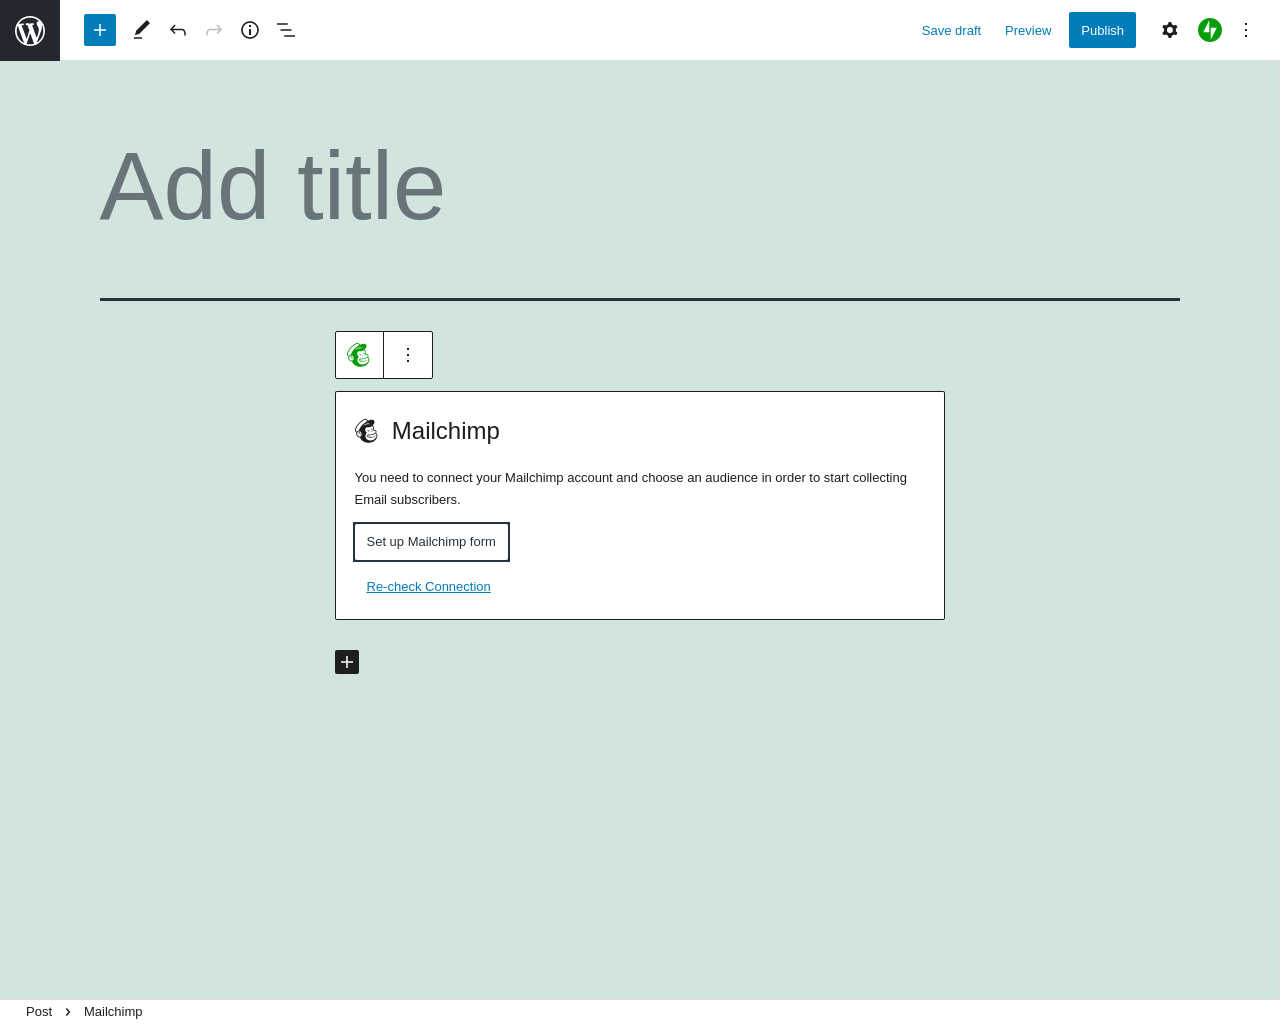 Save draft Preview Publish
Add title
Mailchimp
You need to connect your Mailchimp account and choose an audience in order to start collecting
Email subscribers.
Set up Mailchimp form
Re-check Connection
Post > Mailchimp